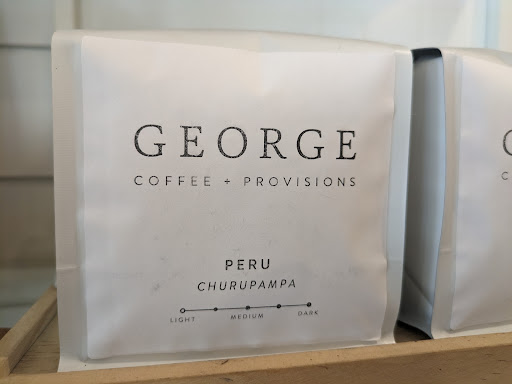 GEORGE
COFFEE + PROVISIONS
PERU
CHURUPAMPA
LIGHT MEDIUM DARK